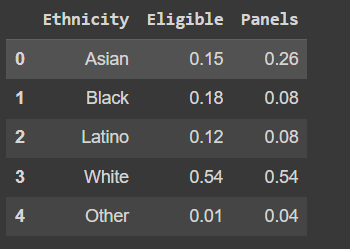 Ethnicity Eligible Panels
0 Asian 0.15 0.26
1 Black 0.18 0.08
2 Latino 0.12 0.08
3 White 0.54 0.54
4 Other 0.01 0.04